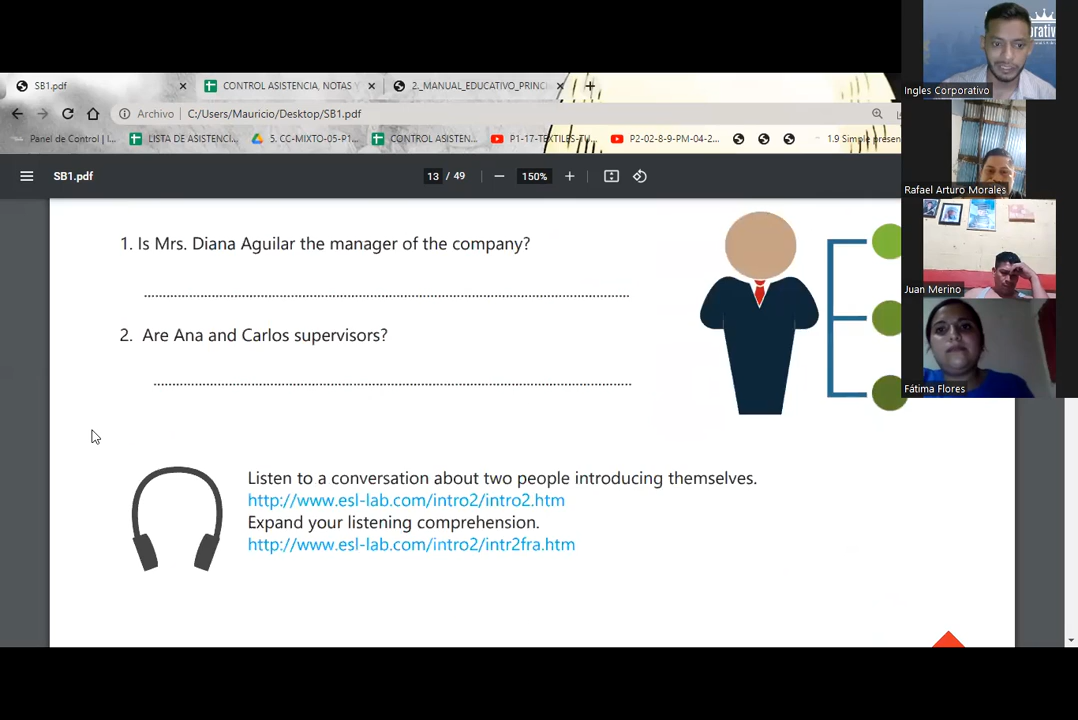 orativ
Ingles Corporativo
SB1.pdf
CONTROL ASISTENCIA, NOTAS Y
2._MANUAL_EDUCATIVO_PRINC
Archivo
C:/Users/Mauricio/Desktop/SB1.pdf
Panel de Control | I...
LISTA DE ASISTENCI...
5. CC-MIXTO-05-P1...
CONTROL ASISTEN...
P1-17-TEXTILES-TV...
P2-02-8-9-PM-04-2...
1.9 Simple presen
SB1.pdf
13 / 49
150%
Rafael Arturo Morales
1. Is Mrs. Diana Aguilar the manager of the company?
Juan Merino
2. Are Ana and Carlos supervisors?
Fátima Flores
Listen to a conversation about two people introducing themselves.
http://www.esl-lab.com/intro2/intro2.htm
Expand your listening comprehension.
http://www.esl-lab.com/intro2/intr2fra.htm